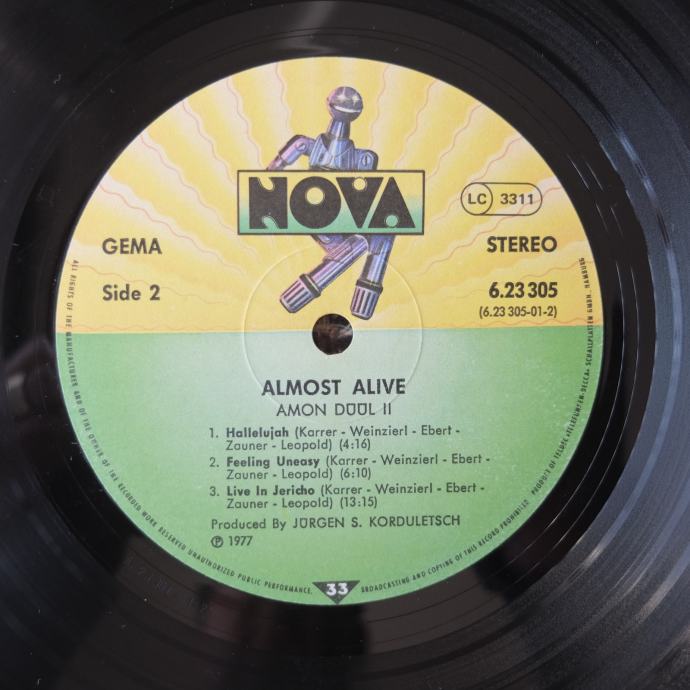 NOVA
LC 3311
GEMA
STEREO
Side 2
6.23 305
(6.23 305-01-2)
ALMOST ALIVE
AMON DÜÜL II
1. Hallelujah (Karrer - Weinzierl - Ebert -
Zauner - Leopold) (4:16)
2. Feeling Uneasy (Karrer - Weinzierl - Ebert -
Zauner - Leopold) (6:10)
3. Live In Jericho (Karrer - Weinzierl - Ebert -
Zauner - Leopold) (13:15)
Produced By JÜRGEN S. KORDULETSCH
Ⓟ 1977
33
ALL RIGHTS OF THE MANUFACTURER AND OF THE OWNER OF THE RECORDED WORK RESERVED UNAUTHORIZED PUBLIC PERFORMANCE, BROADCASTING AND COPYING OF THIS RECORD PROHIBITED. PRODUCT OF TELDEC »TELEFUNKEN-DECCA« SCHALLPLATTEN GMBH, HAMBURG